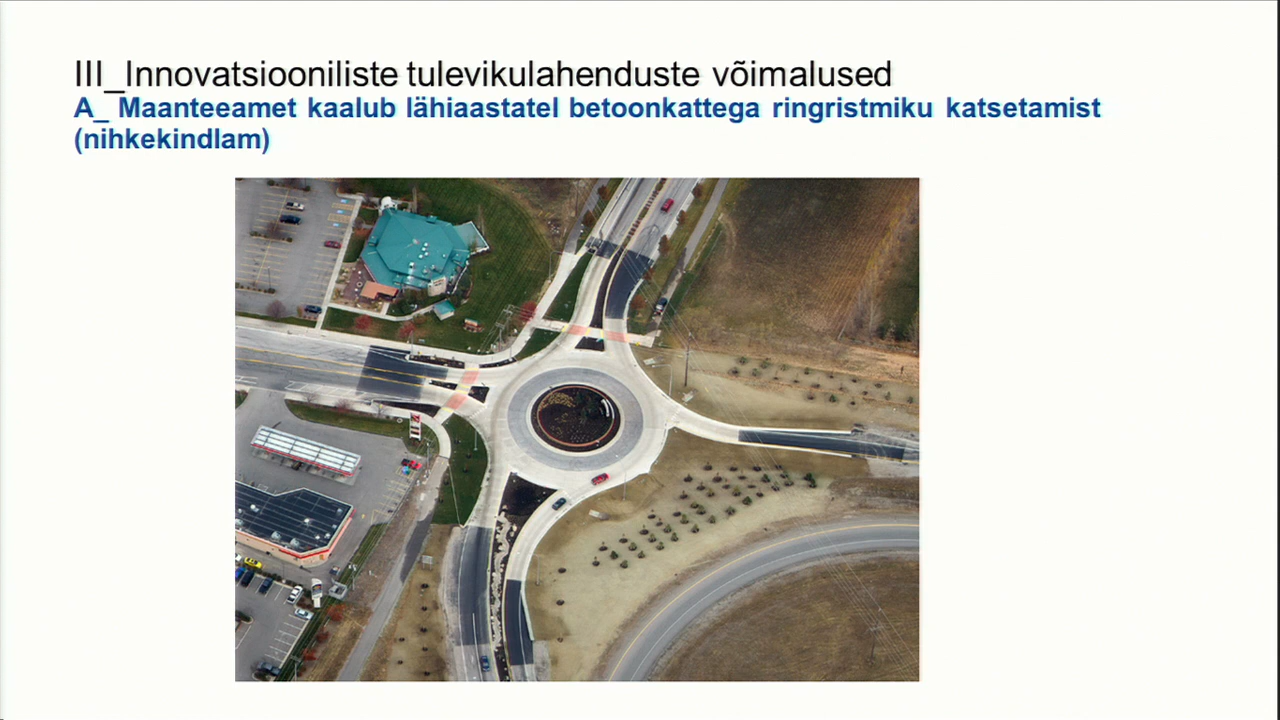 III_Innovatsiooniliste tulevikulahenduste võimalused
A_ Maanteeamet kaalub lähiaastatel betoonkattega ringristmiku katsetamist
(nihkekindlam)